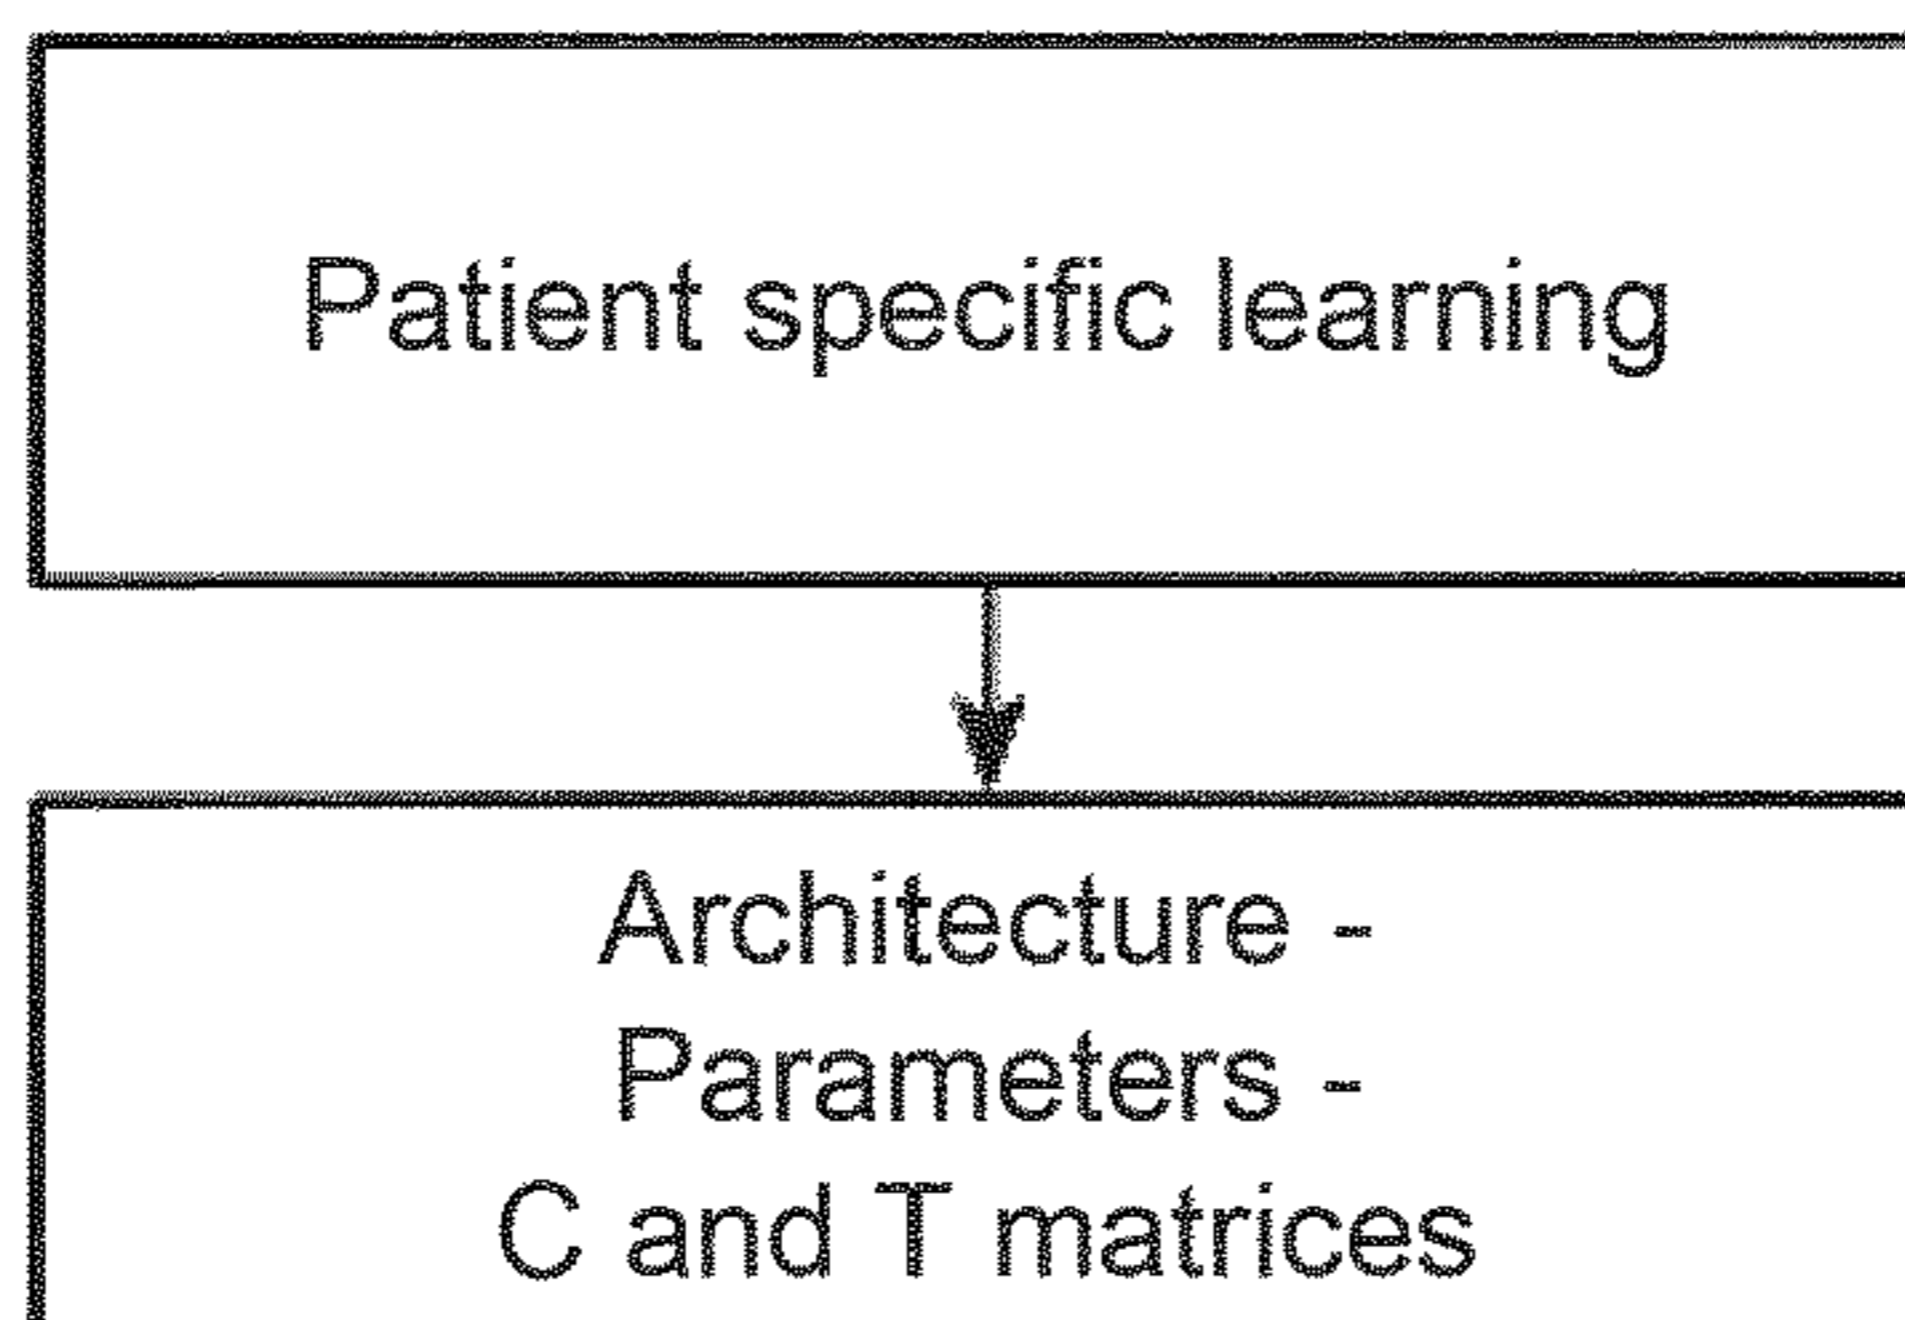 Patient specific learning
Architecture -
Parameters -
C and T matrices